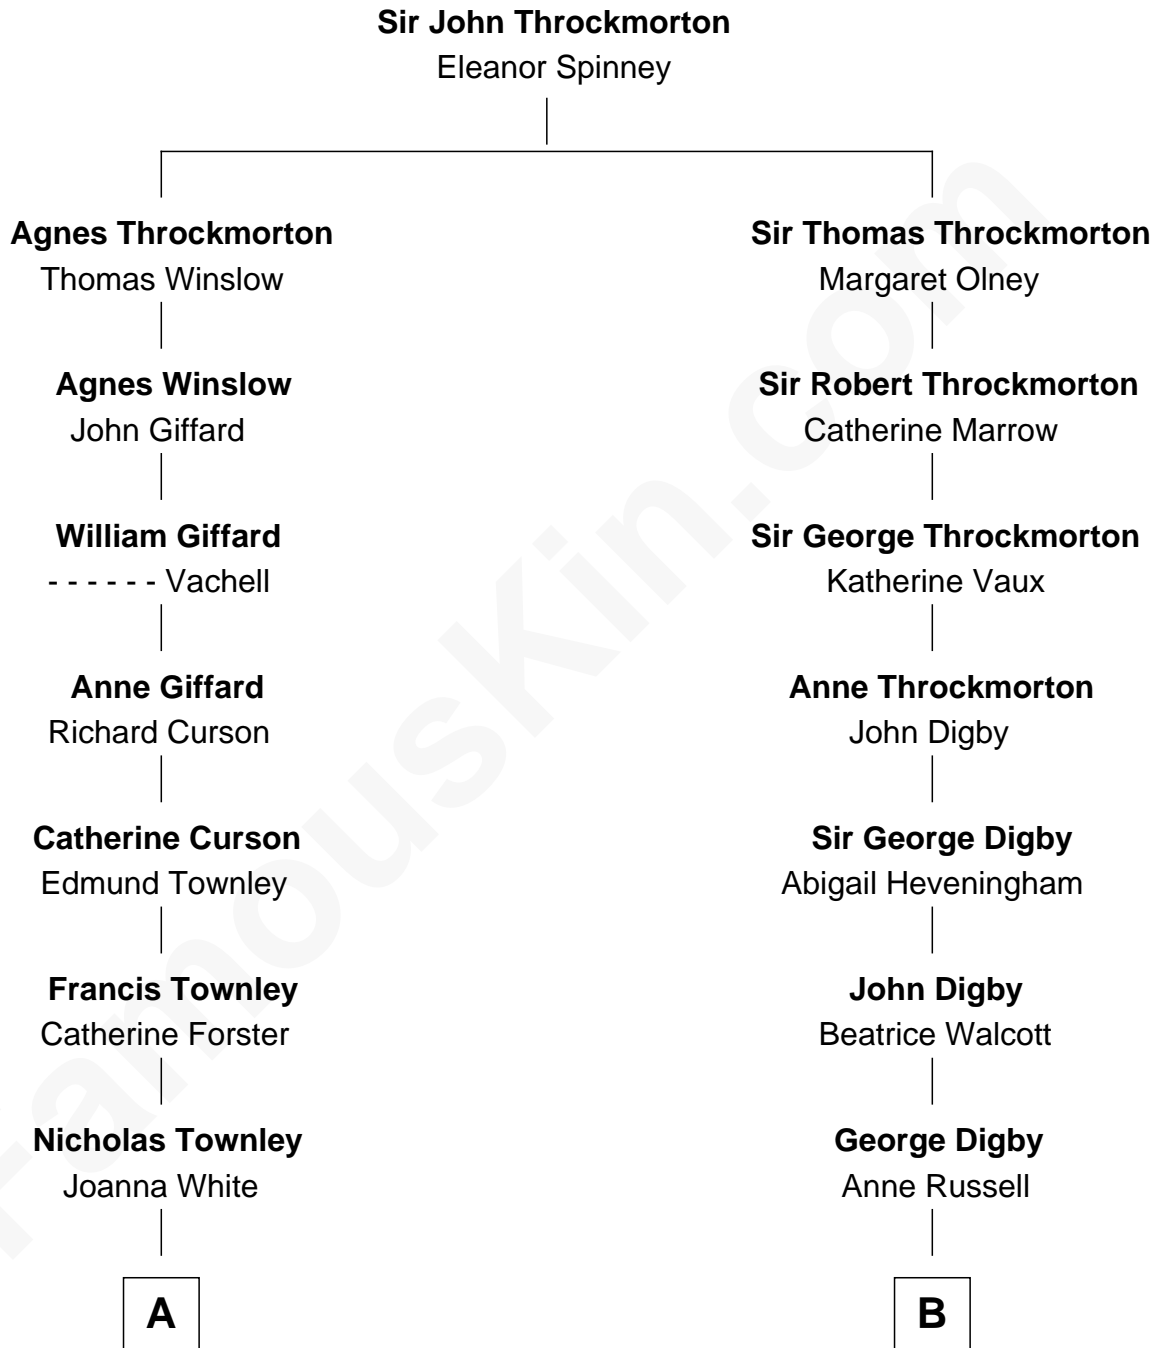 Sir John Throckmorton
Eleanor Spinney
Agnes Throckmorton
Thomas Winslow
Agnes Winslow
John Giffard
William Giffard
- - - - - - Vachell
Anne Giffard
Richard Curson
Catherine Curson
Edmund Townley
Francis Townley
Catherine Forster
Nicholas Townley
Joanna White
A
Sir Thomas Throckmorton
Margaret Olney
Sir Robert Throckmorton
Catherine Marrow
Sir George Throckmorton
Katherine Vaux
Anne Throckmorton
John Digby
Sir George Digby
Abigail Heveningham
John Digby
Beatrice Walcott
George Digby
Anne Russell
B
FamousKin.com